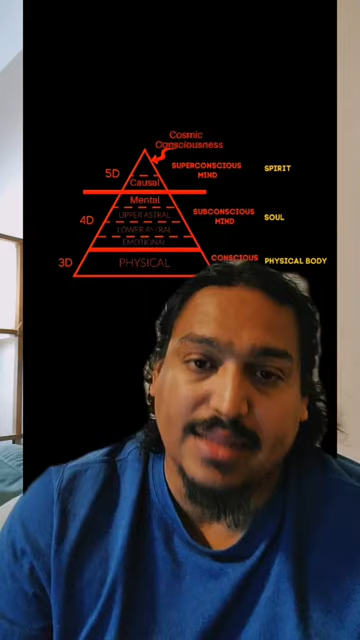 Cosmic
Consciousness
5D
SUPERCONSCIOUS
MIND
SPIRIT
Causal
Mental
4D
UPPER ASTRAL
SUBCONSCIOUS
MIND
SOUL
LOWER ASTRAL
EMOTIONAL
3D
PHYSICAL
CONSCIOUS
PHYSICAL BODY